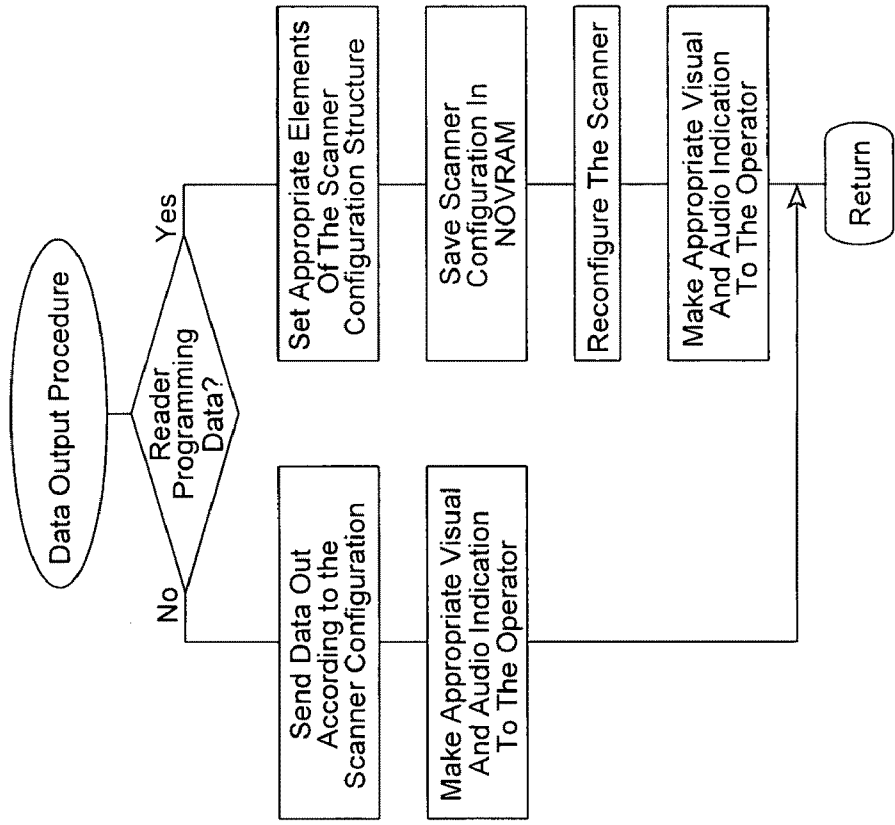 Data Output Procedure
Reader
Programming
Data?
No
Yes
Send Data Out
According to the
Scanner Configuration
Make Appropriate Visual
And Audio Indication
To The Operator
Set Appropriate Elements
Of The Scanner
Configuration Structure
Save Scanner
Configuration In
NOVRAM
Reconfigure The Scanner
Make Appropriate Visual
And Audio Indication
To The Operator
Return